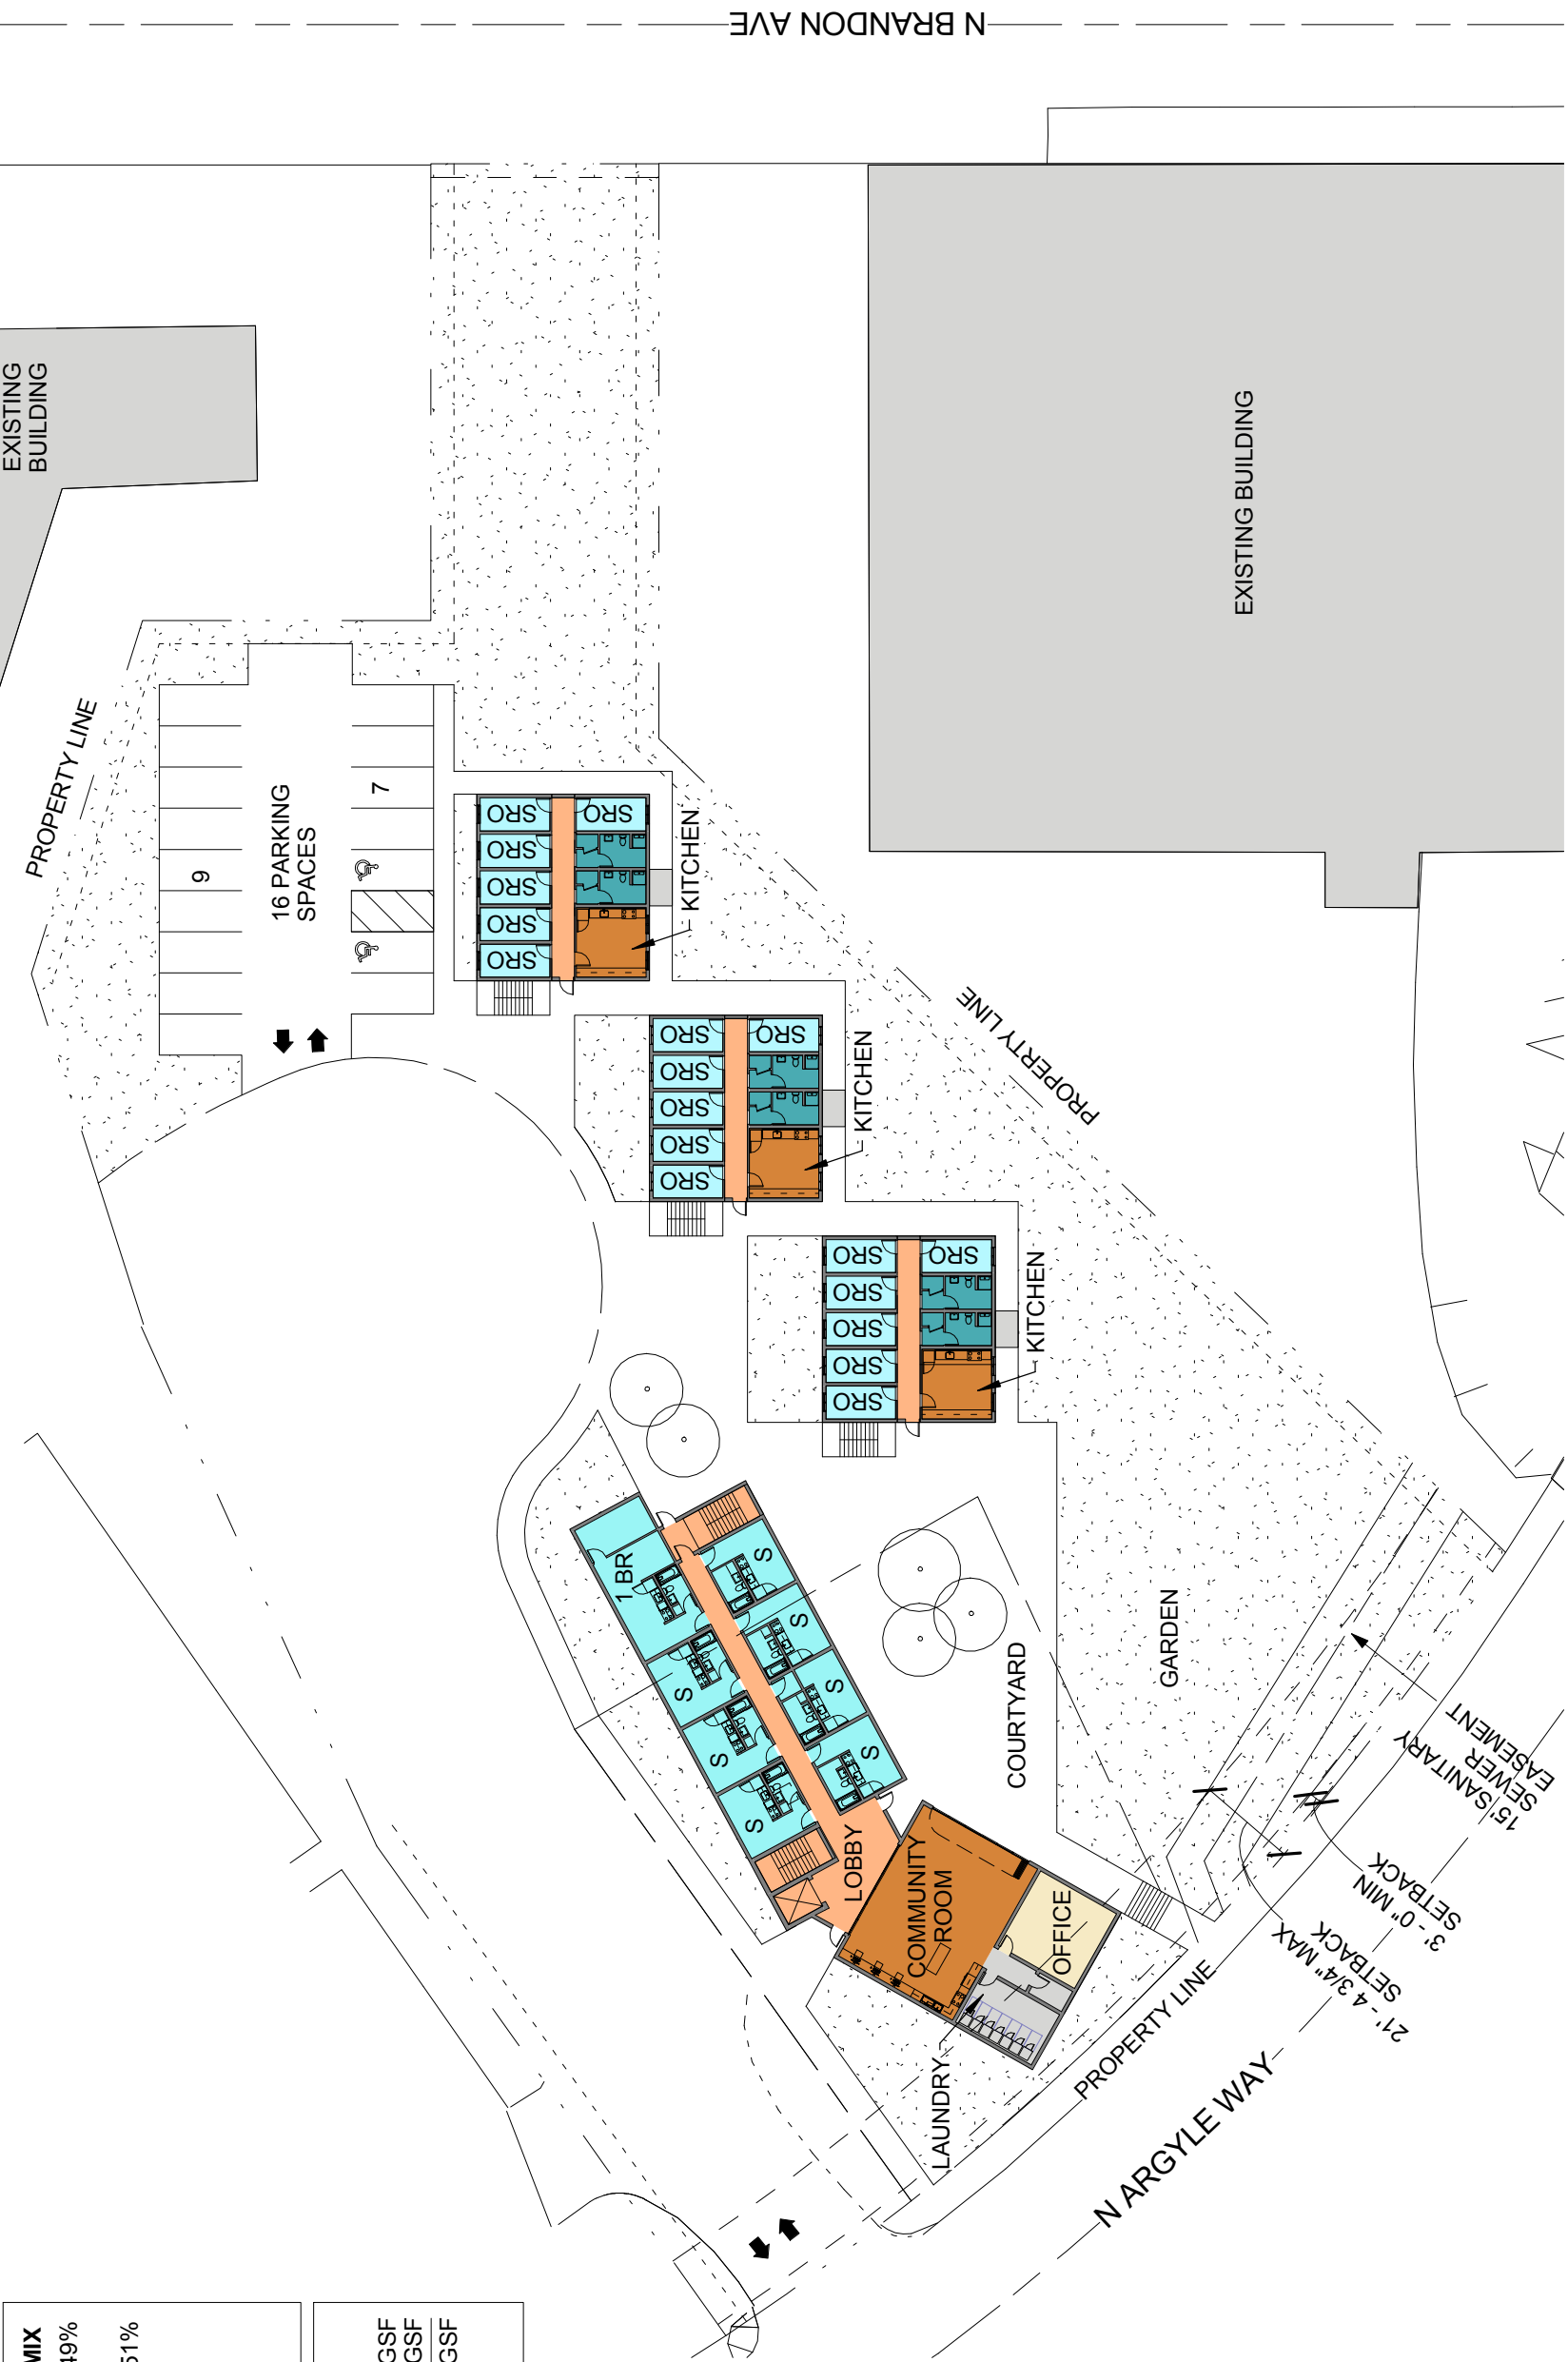 N BRANDON AVE
EXISTING
BUILDING
EXISTING BUILDING
PROPERTY LINE
9
16 PARKING
SPACES
7
SRO
SRO
SRO
SRO
SRO
SRO
KITCHEN
SRO
SRO
SRO
SRO
SRO
SRO
KITCHEN
PROPERTY LINE
SRO
SRO
SRO
SRO
SRO
SRO
KITCHEN
1 BR
S
S
S
S
S
S
S
LOBBY
COMMUNITY
ROOM
OFFICE
LAUNDRY
COURTYARD
GARDEN
15' SANITARY
SEWER
EASEMENT
3' - 0" MIN
SETBACK
21' - 4 3/4" MAX
SETBACK
PROPERTY LINE
N ARGYLE WAY
MIX
49%
51%
GSF
GSF
GSF